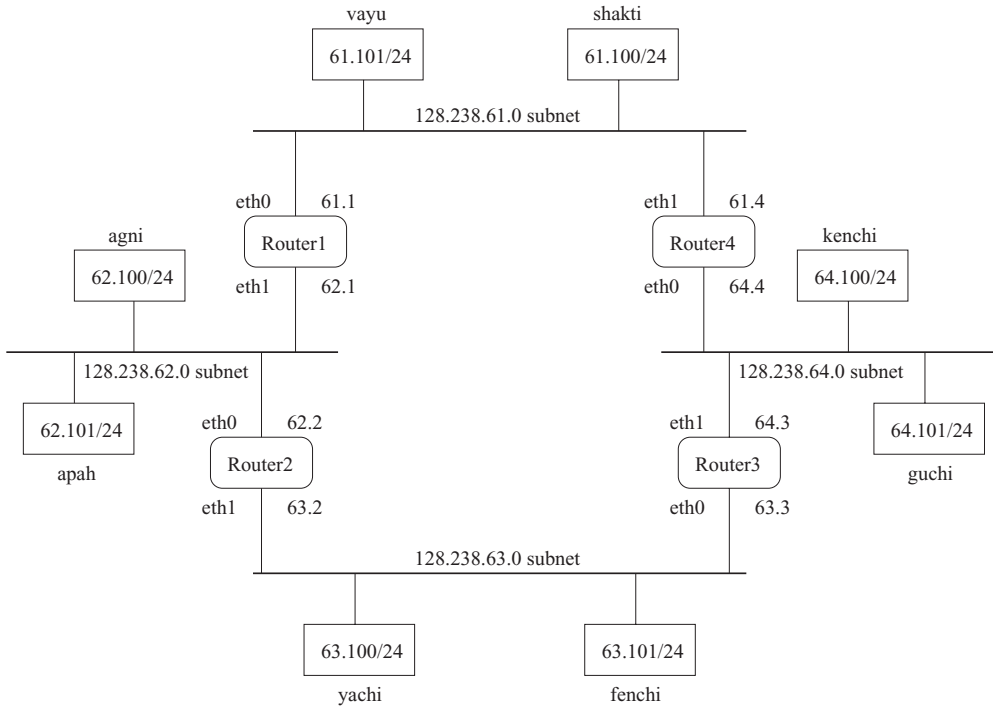 vayu shakti
61.101/24 61.100/24
128.238.61.0 subnet
eth0 61.1 eth1 61.4
agni Router1 Router4 kenchi
62.100/24 eth1 62.1 eth0 64.4 64.100/24
128.238.62.0 subnet 128.238.64.0 subnet
62.101/24 eth0 62.2 eth1 64.3 64.101/24
apah Router2 Router3 guchi
eth1 63.2 eth0 63.3
128.238.63.0 subnet
63.100/24 63.101/24
yachi fenchi